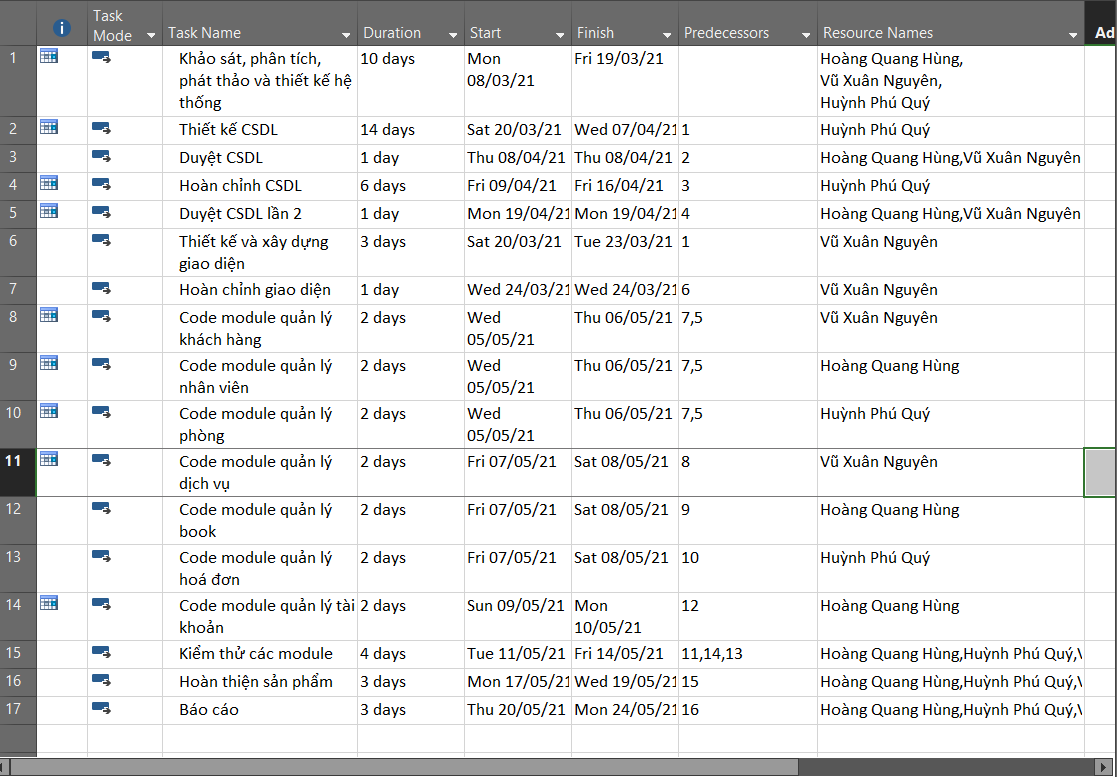 Task Mode Task Name Duration Start Finish Predecessors Resource Names Ad
1 Khảo sát, phân tích, phát thảo và thiết kế hệ thống 10 days Mon 08/03/21 Fri 19/03/21 Hoàng Quang Hùng, Vũ Xuân Nguyên, Huỳnh Phú Quý
2 Thiết kế CSDL 14 days Sat 20/03/21 Wed 07/04/21 1 Huỳnh Phú Quý
3 Duyệt CSDL 1 day Thu 08/04/21 Thu 08/04/21 2 Hoàng Quang Hùng,Vũ Xuân Nguyên
4 Hoàn chỉnh CSDL 6 days Fri 09/04/21 Fri 16/04/21 3 Huỳnh Phú Quý
5 Duyệt CSDL lần 2 1 day Mon 19/04/21 Mon 19/04/21 4 Hoàng Quang Hùng,Vũ Xuân Nguyên
6 Thiết kế và xây dựng giao diện 3 days Sat 20/03/21 Tue 23/03/21 1 Vũ Xuân Nguyên
7 Hoàn chỉnh giao diện 1 day Wed 24/03/21 Wed 24/03/21 6 Vũ Xuân Nguyên
8 Code module quản lý khách hàng 2 days Wed 05/05/21 Thu 06/05/21 7,5 Vũ Xuân Nguyên
9 Code module quản lý nhân viên 2 days Wed 05/05/21 Thu 06/05/21 7,5 Hoàng Quang Hùng
10 Code module quản lý phòng 2 days Wed 05/05/21 Thu 06/05/21 7,5 Huỳnh Phú Quý
11 Code module quản lý dịch vụ 2 days Fri 07/05/21 Sat 08/05/21 8 Vũ Xuân Nguyên
12 Code module quản lý book 2 days Fri 07/05/21 Sat 08/05/21 9 Hoàng Quang Hùng
13 Code module quản lý hoá đơn 2 days Fri 07/05/21 Sat 08/05/21 10 Huỳnh Phú Quý
14 Code module quản lý tài khoản 2 days Sun 09/05/21 Mon 10/05/21 12 Hoàng Quang Hùng
15 Kiểm thử các module 4 days Tue 11/05/21 Fri 14/05/21 11,14,13 Hoàng Quang Hùng,Huỳnh Phú Quý,
16 Hoàn thiện sản phẩm 3 days Mon 17/05/21 Wed 19/05/21 15 Hoàng Quang Hùng,Huỳnh Phú Quý,
17 Báo cáo 3 days Thu 20/05/21 Mon 24/05/21 16 Hoàng Quang Hùng,Huỳnh Phú Quý,